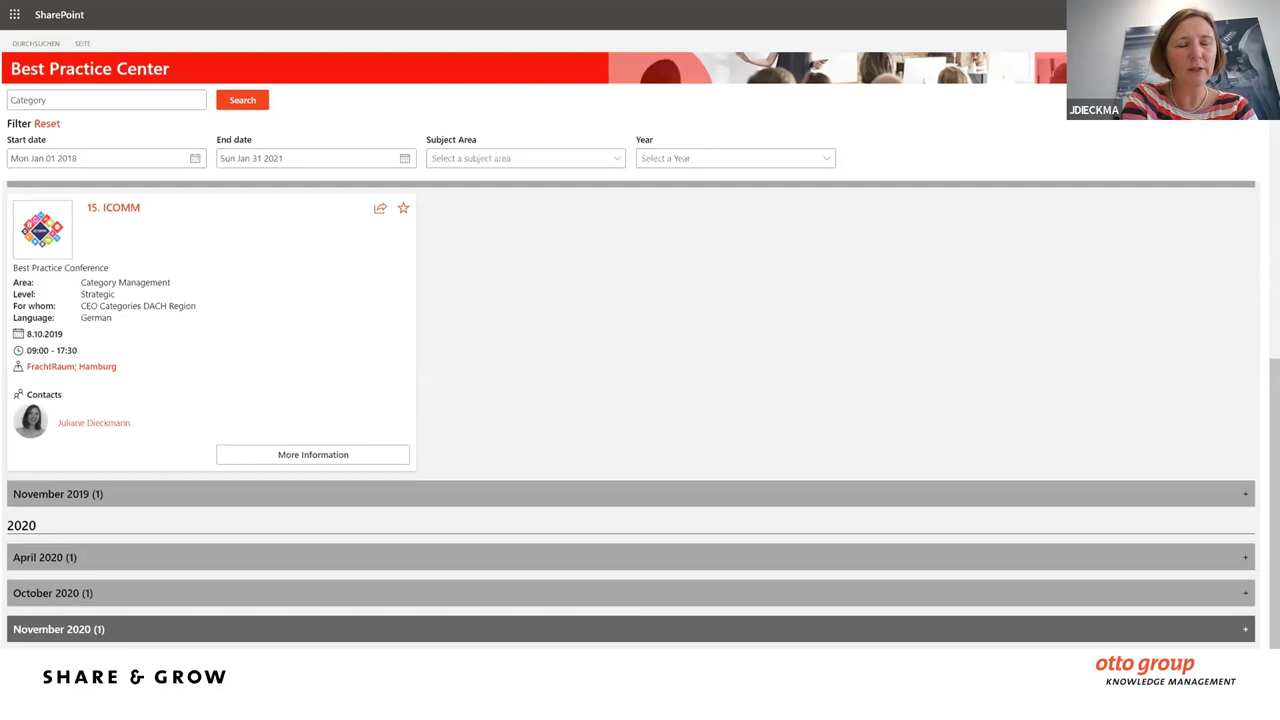 SharePoint
DURCHSUCHEN SEITE
Best Practice Center
JDIECKMA
Category
Search
Filter Reset
Start date End date Subject Area Year
Mon Jan 01 2018 Sun Jan 31 2021 Select a subject area Select a Year
15. ICOMM
ICOMM
Best Practice Conference
Area: Category Management
Level: Strategic
For whom: CEO Categories DACH Region
Language: German
8.10.2019
09:00 - 17:30
FrachtRaum; Hamburg
Contacts
Juliane Dieckmann
More Information
November 2019 (1) +
2020
April 2020 (1) +
October 2020 (1) +
November 2020 (1) +
SHARE & GROW
otto group
KNOWLEDGE MANAGEMENT